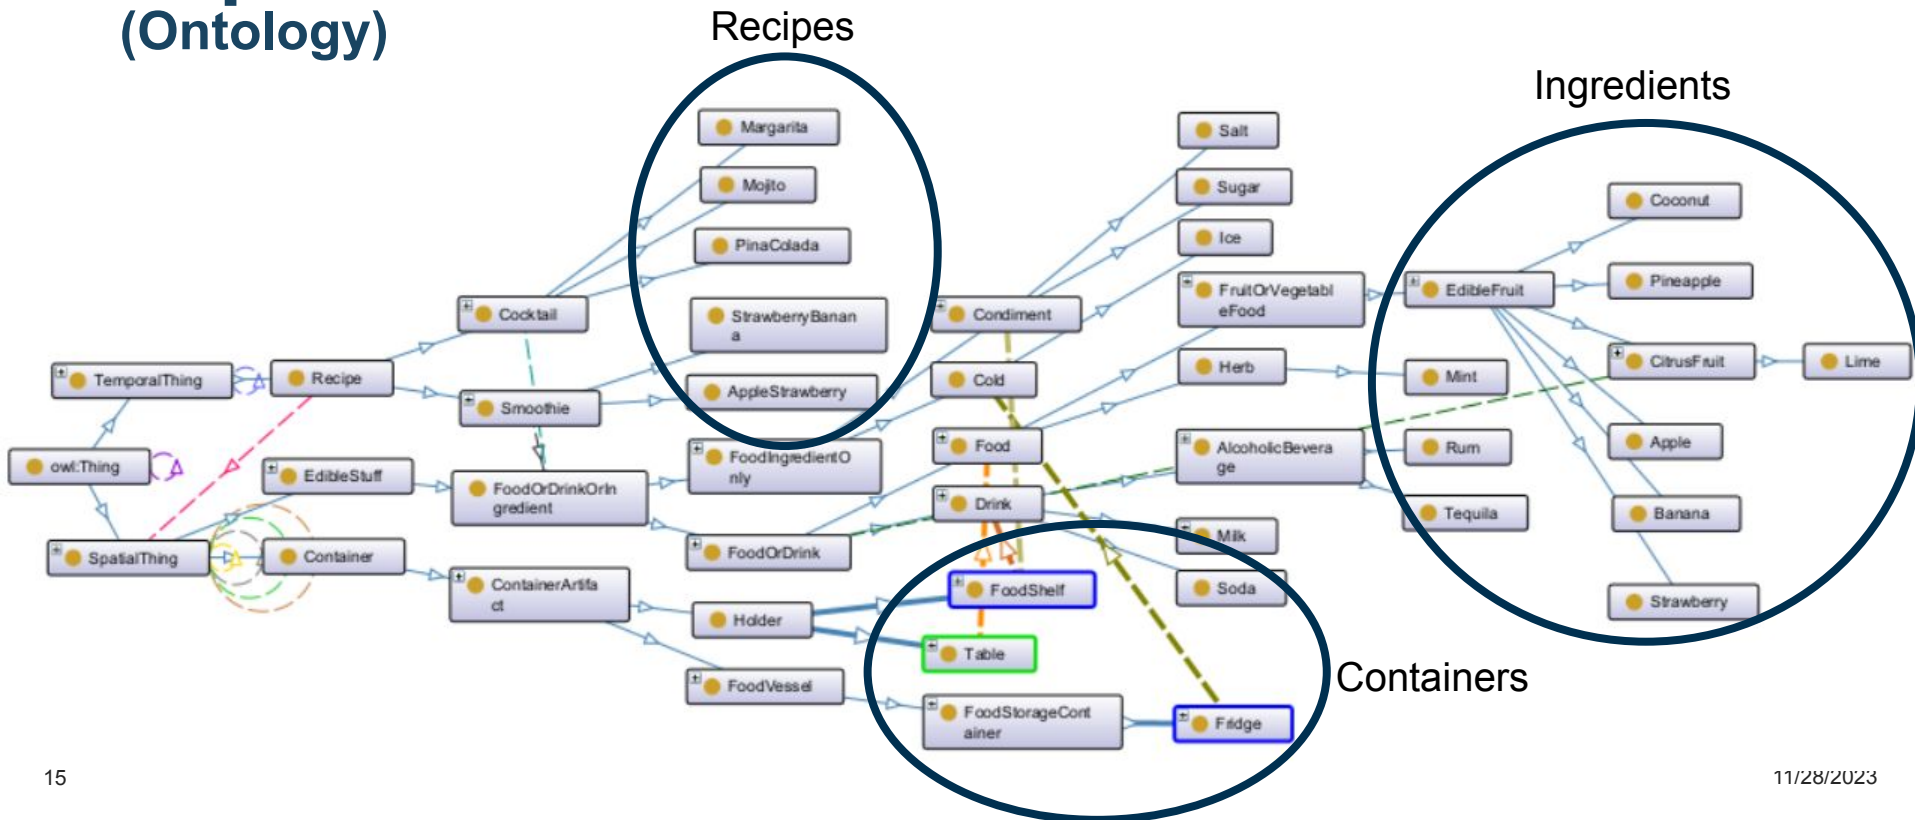 (Ontology)
Recipes
Ingredients
Margarita
Mojito
PinaColada
StrawberryBanan
a
AppleStrawberry
Cocktail
Smoothie
TemporalThing
Recipe
owl:Thing
SpatialThing
EdibleStuff
Container
FoodOrDrinkOrIn
gredient
ContainerArtifa
ct
FoodIngredientO
nly
FoodOrDrink
Holder
FoodVessel
Condiment
Cold
Food
Drink
FoodShelf
Table
FoodStorageCont
ainer
Fridge
Salt
Sugar
Ice
FruitOrVegetabl
eFood
Herb
AlcoholicBevera
ge
Milk
Soda
EdibleFruit
Mint
Rum
Tequila
Coconut
Pineapple
CitrusFruit
Lime
Apple
Banana
Strawberry
Containers
15
11/28/2023